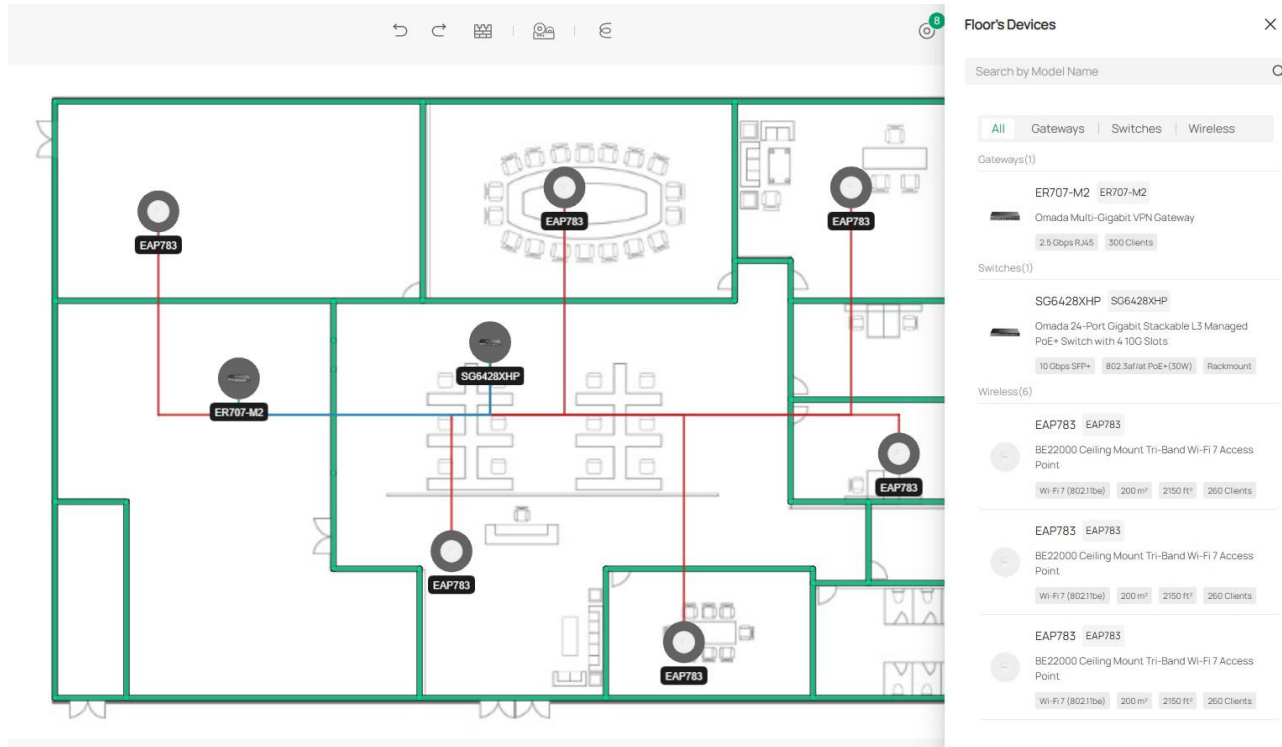 8
Floor's Devices
Search by Model Name
All Gateways Switches Wireless
Gateways(1)
ER707-M2 ER707-M2
Omada Multi-Gigabit VPN Gateway
2.5 Gbps RJ45 300 Clients
Switches(1)
SG6428XHP SG6428XHP
Omada 24-Port Gigabit Stackable L3 Managed
PoE+ Switch with 4 10G Slots
10 Gbps SFP+ 802.3af/at PoE+(30W) Rackmount
Wireless(6)
EAP783 EAP783
BE22000 Ceiling Mount Tri-Band Wi-Fi 7 Access
Point
Wi-Fi 7 (802.11be) 200 m² 2150 ft² 260 Clients
EAP783 EAP783
BE22000 Ceiling Mount Tri-Band Wi-Fi 7 Access
Point
Wi-Fi 7 (802.11be) 200 m² 2150 ft² 260 Clients
EAP783 EAP783
BE22000 Ceiling Mount Tri-Band Wi-Fi 7 Access
Point
Wi-Fi 7 (802.11be) 200 m² 2150 ft² 260 Clients
EAP783
EAP783
EAP783
SG6428XHP
ER707-M2
EAP783
EAP783
EAP783